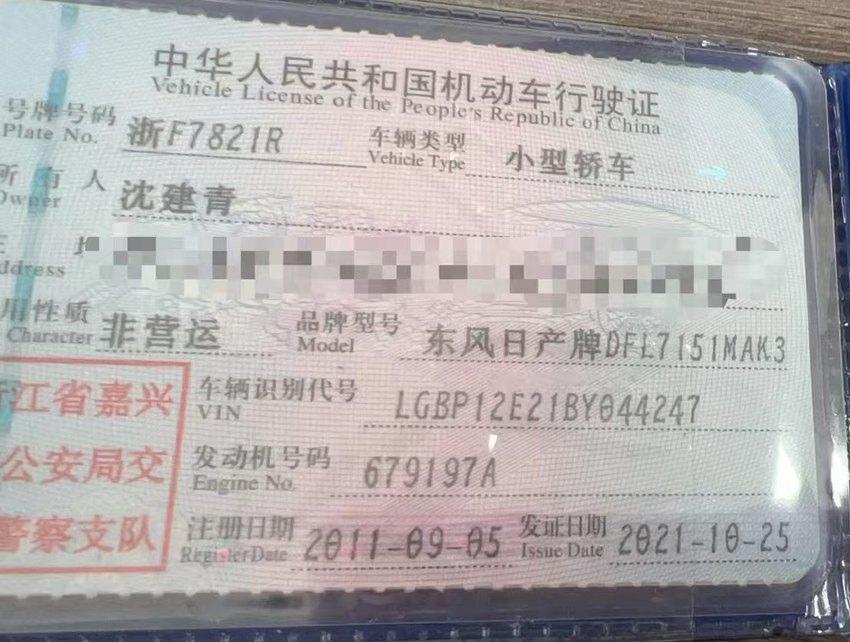 中华人民共和国机动车行驶证
Vehicle License of the People's Republic of China
号牌号码 浙F7821R 车辆类型 小型轿车
Plate No. Vehicle Type
所有人 沈建青
Owner
址
ddress
用性质 非营运 品牌型号 东风日产牌DFL7151MAK3
Character Model
江省嘉兴 车辆识别代号 LGBP12E21BY044247
VIN
公安局交 发动机号码 679197A
Engine No.
警察支队 注册日期 2011-09-05 发证日期 2021-10-25
Register Date Issue Date